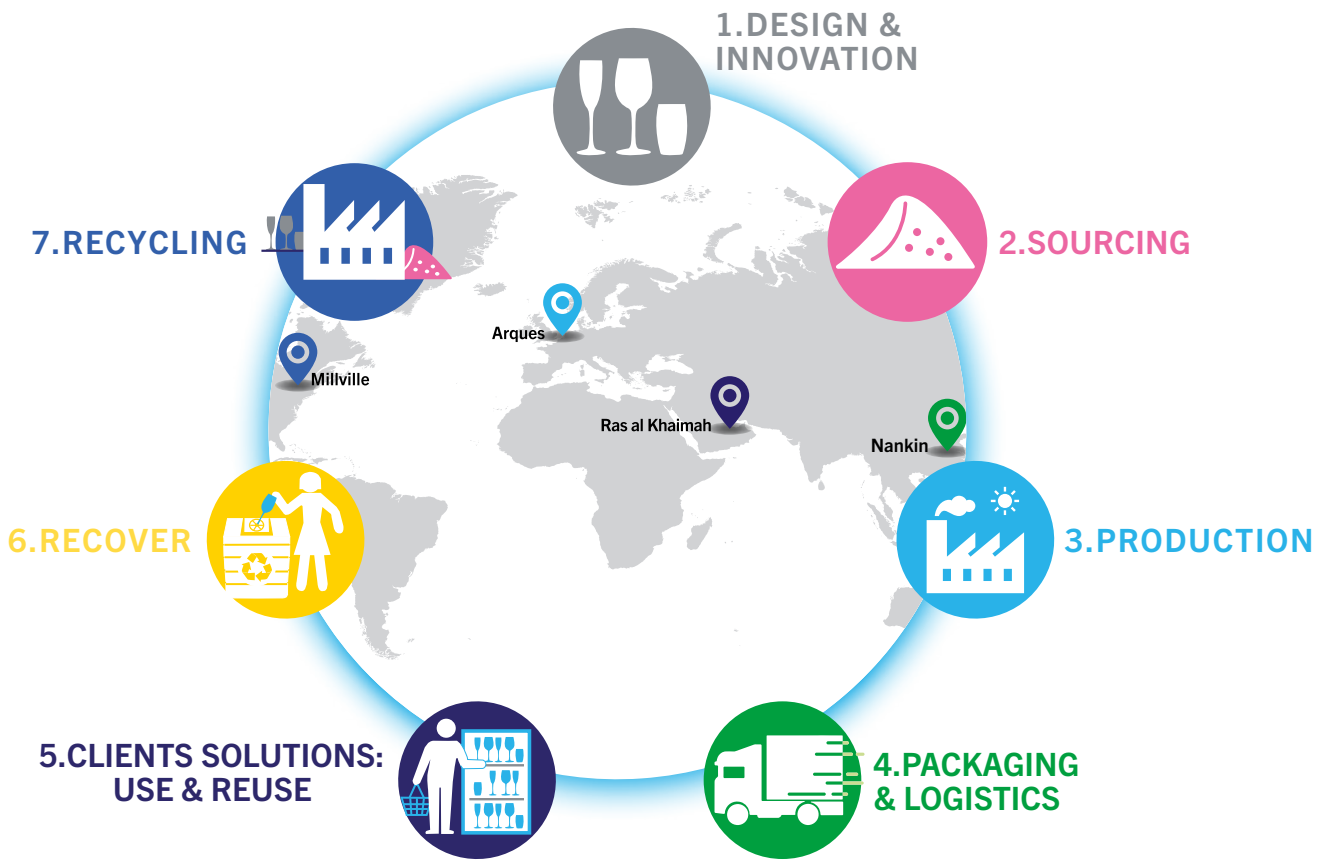 1.DESIGN &
INNOVATION
7.RECYCLING
2.SOURCING
Arques
Millville
Ras al Khaimah
Nankin
6.RECOVER
3.PRODUCTION
5.CLIENTS SOLUTIONS:
USE & REUSE
4.PACKAGING
& LOGISTICS